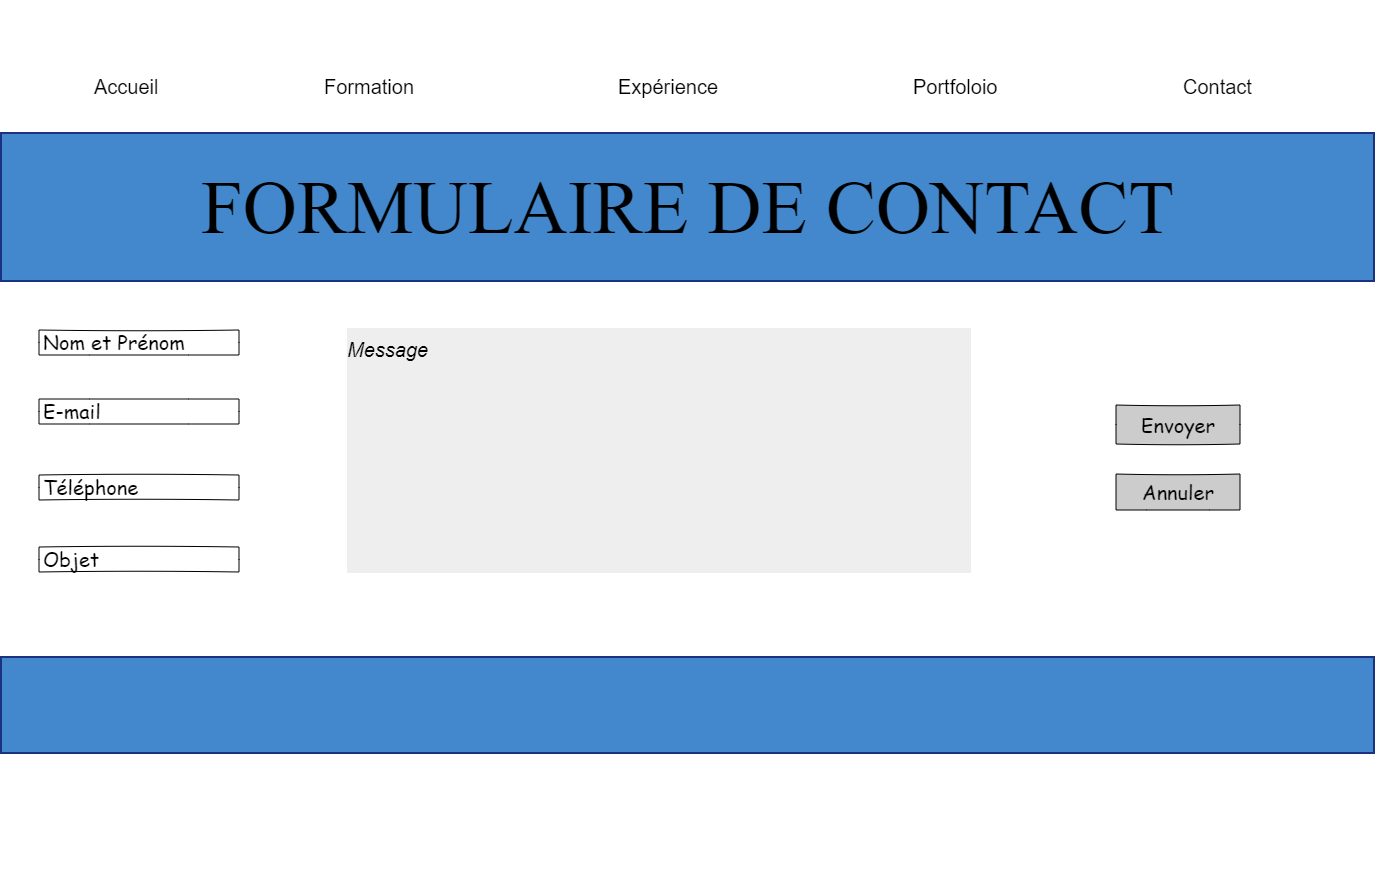 Accueil Formation Expérience Portfoloio Contact
FORMULAIRE DE CONTACT
Nom et Prénom
E-mail
Téléphone
Objet
Message
Envoyer
Annuler